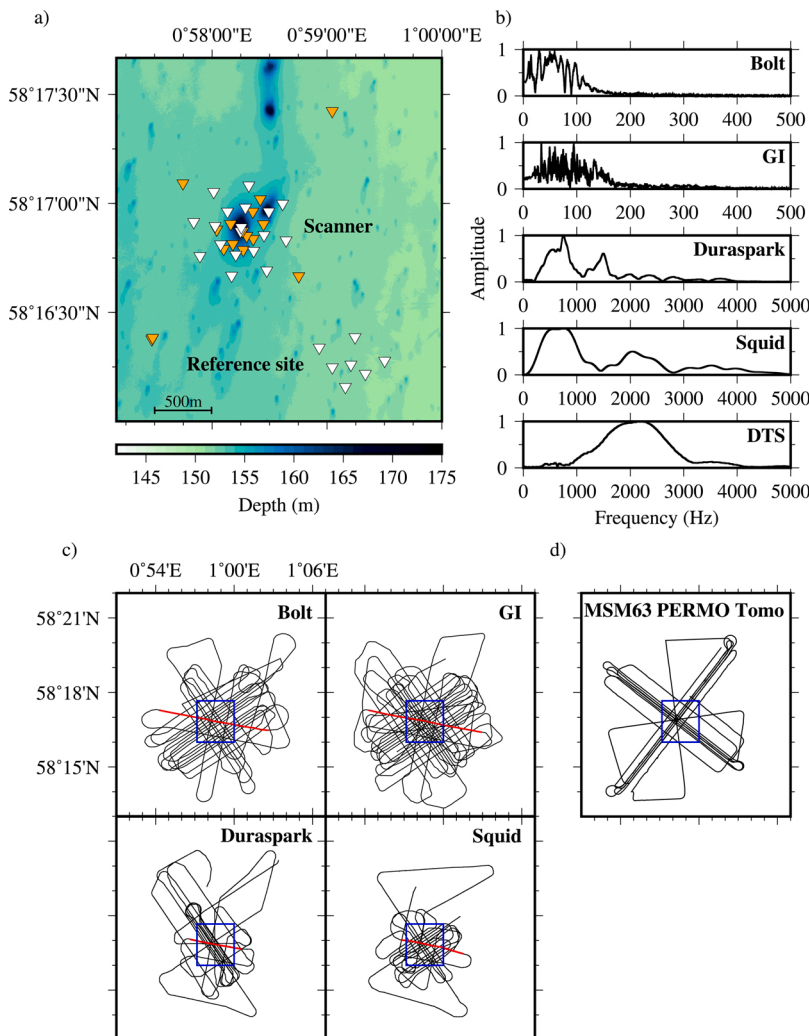 a)
0˚58'00"E
0˚59'00"E
1˚00'00"E
58˚17'30"N
58˚17'00"N
58˚16'30"N
Scanner
Reference site
500m
145 150 155 160 165 170 175
Depth (m)
b)
Amplitude
1
0
Bolt
0 100 200 300 400 500
1
0
GI
0 100 200 300 400 500
1
0
Duraspark
0 1000 2000 3000 4000 5000
1
0
Squid
0 1000 2000 3000 4000 5000
1
0
DTS
0 1000 2000 3000 4000 5000
Frequency (Hz)
c)
0˚54'E 1˚00'E 1˚06'E
58˚21'N
58˚18'N
58˚15'N
Bolt
GI
Duraspark
Squid
d)
MSM63 PERMO Tomo